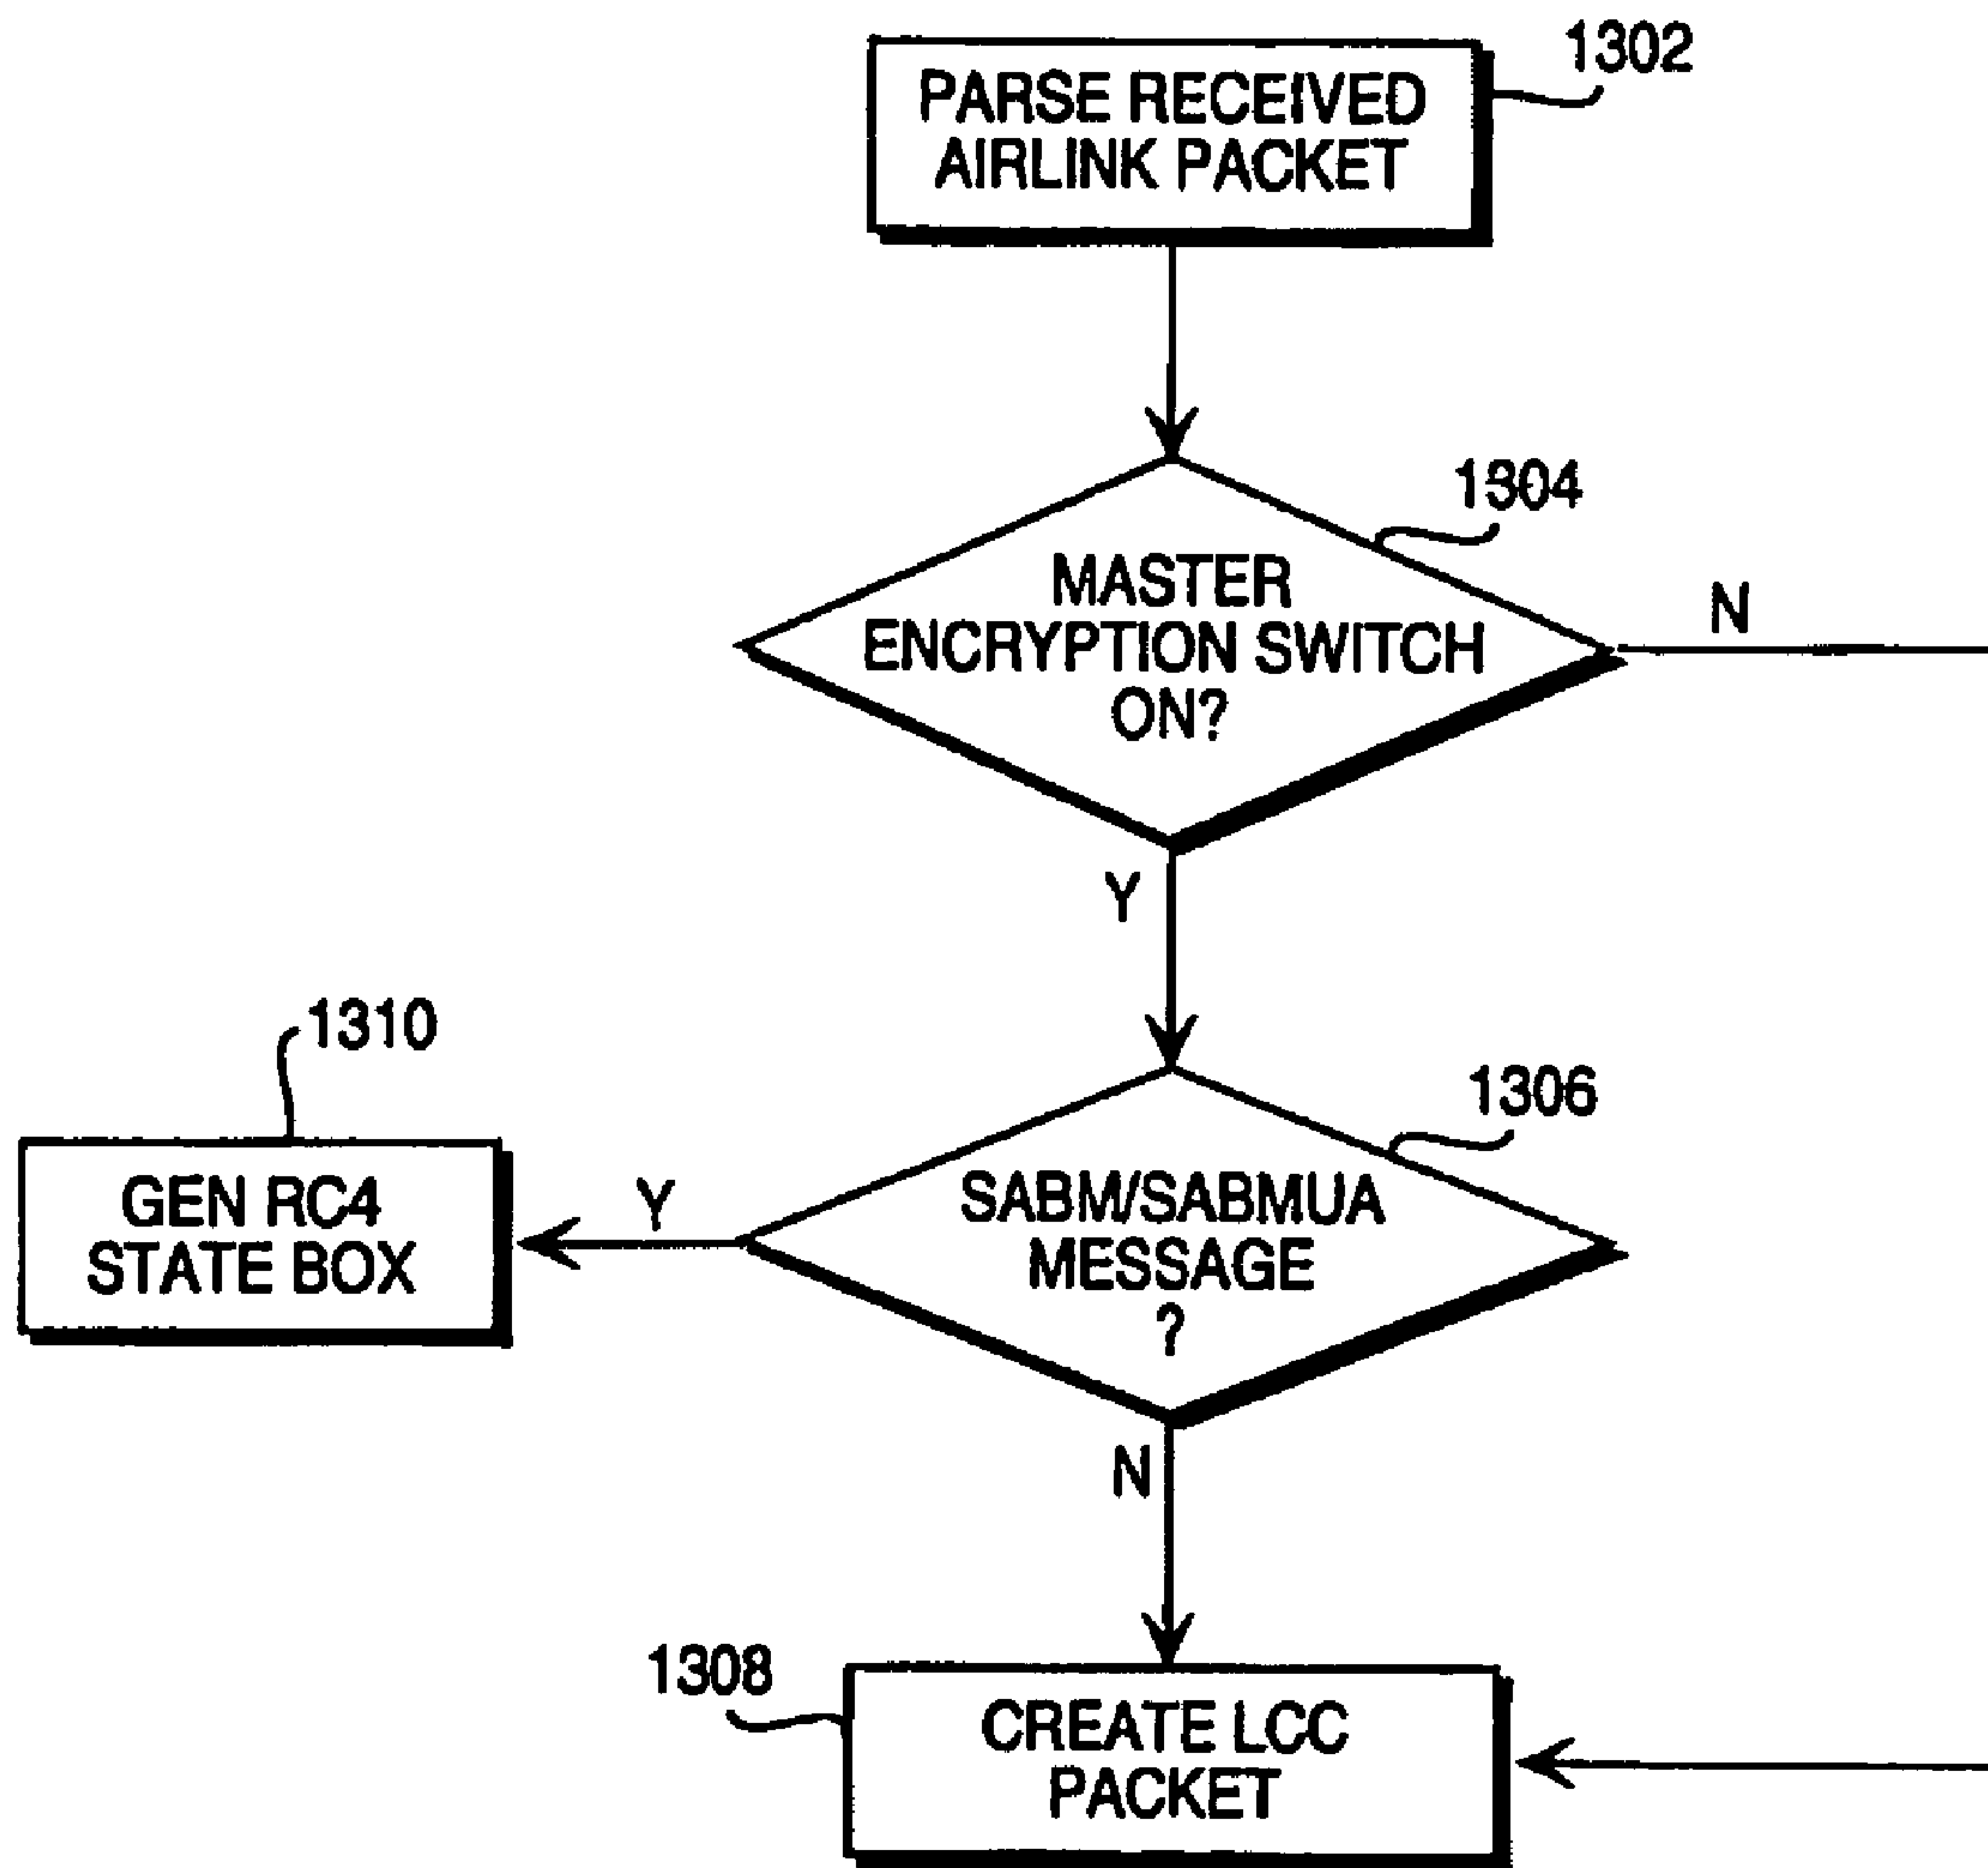 1302
PARSE RECEIVED
AIRLINK PACKET
1304
MASTER
ENCRYPTION SWITCH
ON?
N
Y
1310
GEN RC4
STATE BOX
Y
1306
SABM/SABMUA
MESSAGE
?
N
1308
CREATE LCC
PACKET